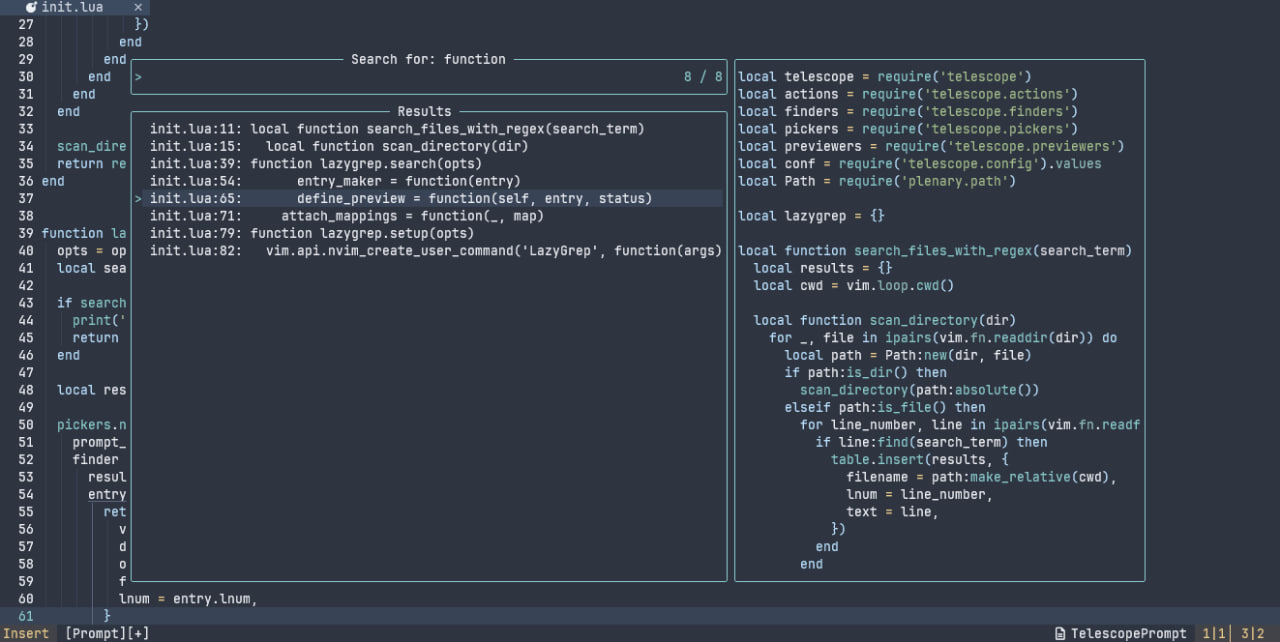 init.lua ×
27 })
28 end
29 end
30 end
31 end
32 end
33
34 scan_dire
35 return re
36 end
37
38
39 function la
40 opts = op
41 local sea
42
43 if search
44 print('
45 return
46 end
47
48 local res
49
50 pickers.n
51 prompt_
52 finder
53 resul
54 entry
55 ret
56 v
57 d
58 o
59 f
60 lnum = entry.lnum,
61 }
Search for: function
> 8 / 8
Results
init.lua:11: local function search_files_with_regex(search_term)
init.lua:15: local function scan_directory(dir)
init.lua:39: function lazygrep.search(opts)
init.lua:54: entry_maker = function(entry)
> init.lua:65: define_preview = function(self, entry, status)
init.lua:71: attach_mappings = function(_, map)
init.lua:79: function lazygrep.setup(opts)
init.lua:82: vim.api.nvim_create_user_command('LazyGrep', function(args)
local telescope = require('telescope')
local actions = require('telescope.actions')
local finders = require('telescope.finders')
local pickers = require('telescope.pickers')
local previewers = require('telescope.previewers')
local conf = require('telescope.config').values
local Path = require('plenary.path')
local lazygrep = {}
local function search_files_with_regex(search_term)
local results = {}
local cwd = vim.loop.cwd()
local function scan_directory(dir)
for _, file in ipairs(vim.fn.readdir(dir)) do
local path = Path:new(dir, file)
if path:is_dir() then
scan_directory(path:absolute())
elseif path:is_file() then
for line_number, line in ipairs(vim.fn.readf
if line:find(search_term) then
table.insert(results, {
filename = path:make_relative(cwd),
lnum = line_number,
text = line,
})
end
end
Insert [Prompt][+] TelescopePrompt 1|1| 3|2